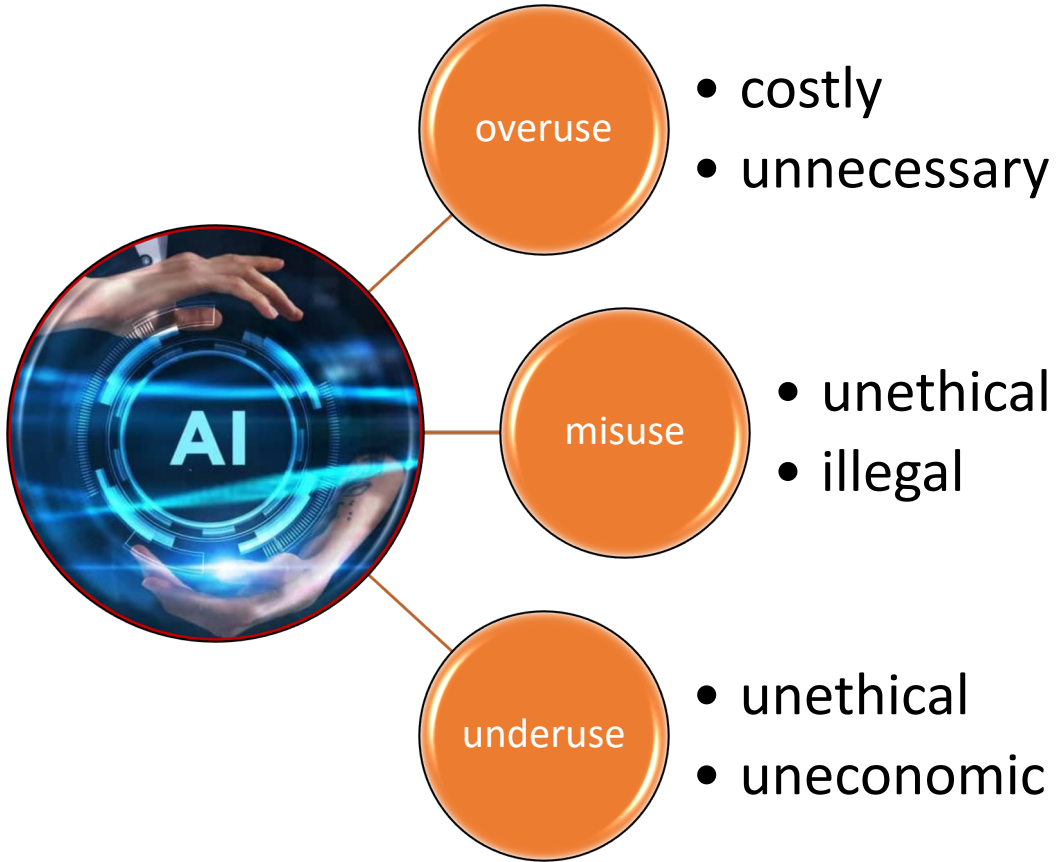 AI
overuse
• costly
• unnecessary
misuse
• unethical
• illegal
underuse
• unethical
• uneconomic